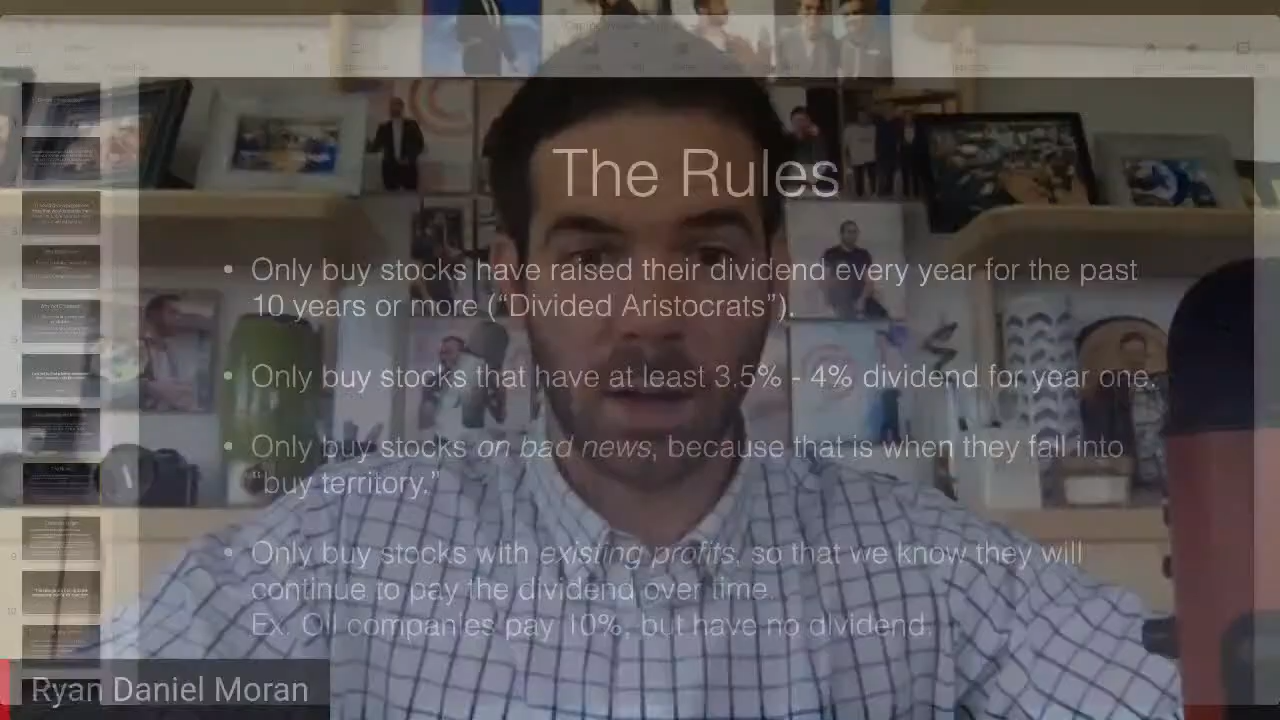 The Rules
• Only buy stocks have raised their dividend every year for the past
10 years or more (“Divided Aristocrats”).
• Only buy stocks that have at least 3.5% - 4% dividend for year one.
• Only buy stocks on bad news, because that is when they fall into
“buy territory.”
• Only buy stocks with existing profits, so that we know they will
continue to pay the dividend over time.
Ex. Oil companies pay 10%, but have no dividend.
Ryan Daniel Moran